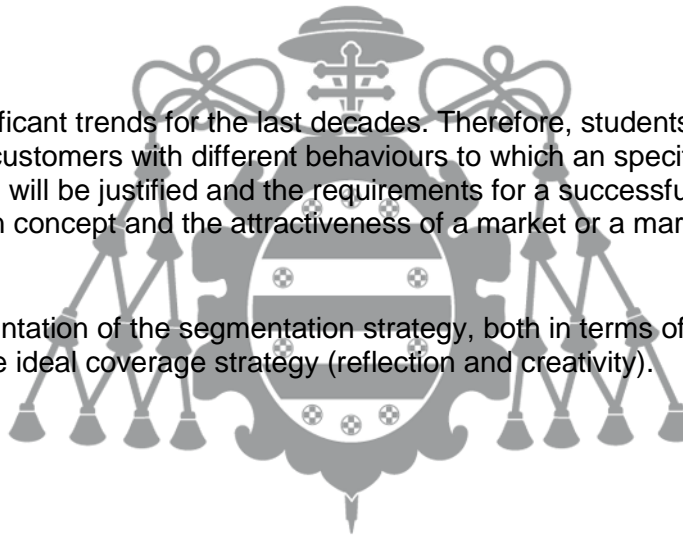 ficant trends for the last decades. Therefore, students
customers with different behaviours to which an specif
will be justified and the requirements for a successfu
concept and the attractiveness of a market or a mar
ntation of the segmentation strategy, both in terms of
ideal coverage strategy (reflection and creativity).